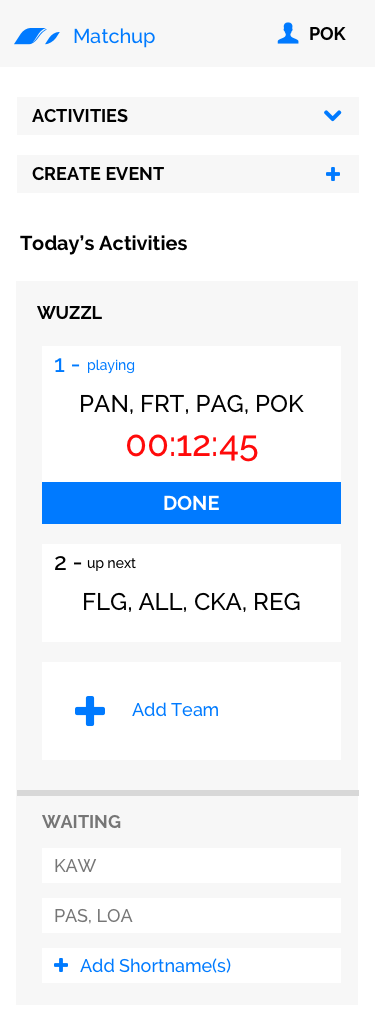 Matchup POK
ACTIVITIES
CREATE EVENT
Today's Activities
WUZZL
1 - playing
PAN, FRT, PAG, POK
00:12:45
DONE
2 - up next
FLG, ALL, CKA, REG
Add Team
WAITING
KAW
PAS, LOA
Add Shortname(s)